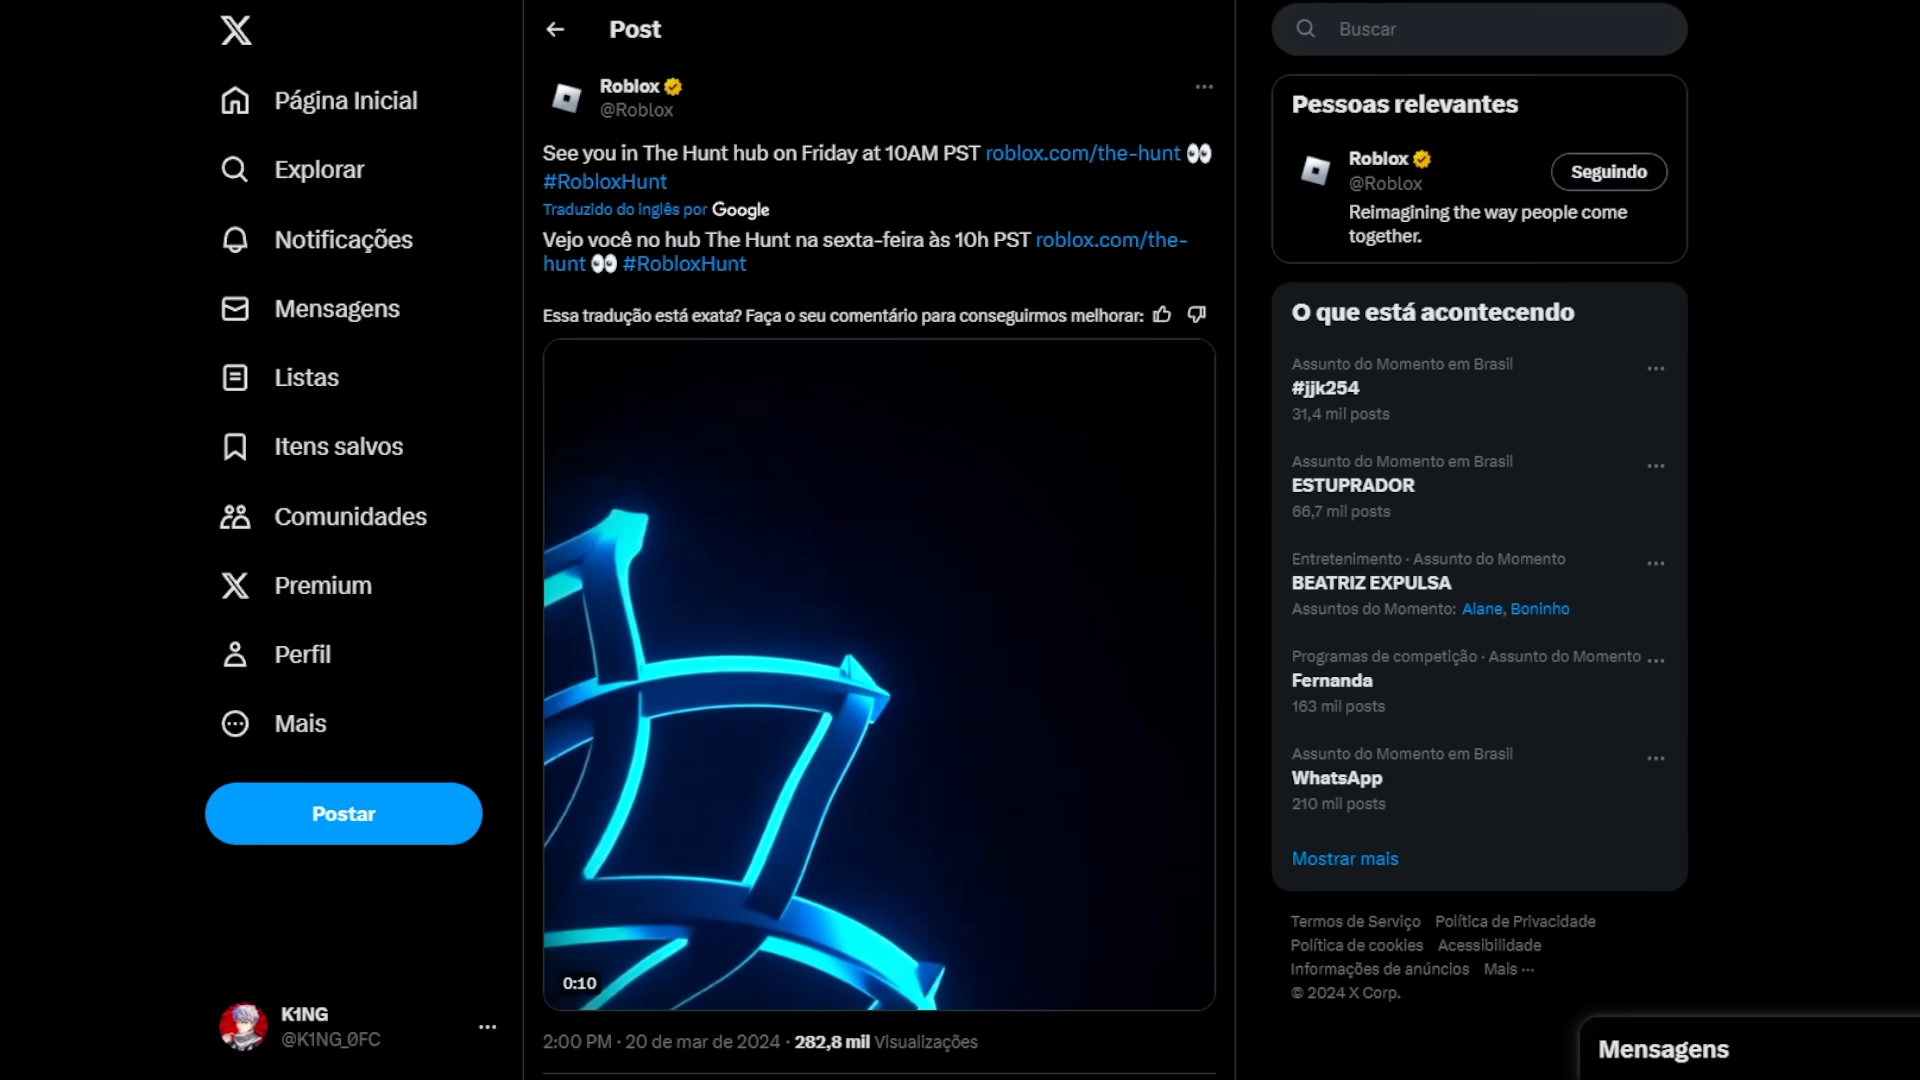 Página Inicial
Explorar
Notificações
Mensagens
Listas
Itens salvos
Comunidades
Premium
Perfil
Mais
Postar
K1NG
@K1NG_0FC
Post
Roblox
@Roblox
See you in The Hunt hub on Friday at 10AM PST roblox.com/the-hunt 👀
#RobloxHunt
Traduzido do inglês por Google
Vejo você no hub The Hunt na sexta-feira às 10h PST roblox.com/the-
hunt 👀 #RobloxHunt
Essa tradução está exata? Faça o seu comentário para conseguirmos melhorar:
0:10
2:00 PM · 20 de mar de 2024 · 282,8 mil Visualizações
Buscar
Pessoas relevantes
Roblox
@Roblox
Seguindo
Reimagining the way people come
together.
O que está acontecendo
Assunto do Momento em Brasil
#jjk254
31,4 mil posts
Assunto do Momento em Brasil
ESTUPRADOR
66,7 mil posts
Entretenimento · Assunto do Momento
BEATRIZ EXPULSA
Assuntos do Momento: Alane, Boninho
Programas de competição · Assunto do Momento
Fernanda
163 mil posts
Assunto do Momento em Brasil
WhatsApp
210 mil posts
Mostrar mais
Termos de Serviço Política de Privacidade
Política de cookies Acessibilidade
Informações de anúncios Mais ···
© 2024 X Corp.
Mensagens